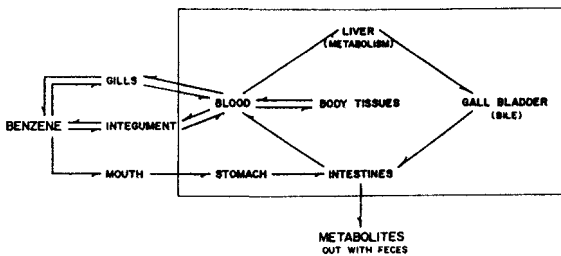 LIVER
(METABOLISM)
GILLS
BLOOD
BODY TISSUES
GALL BLADDER
(BILE)
BENZENE
INTEGUMENT
MOUTH
STOMACH
INTESTINES
METABOLITES
OUT WITH FECES